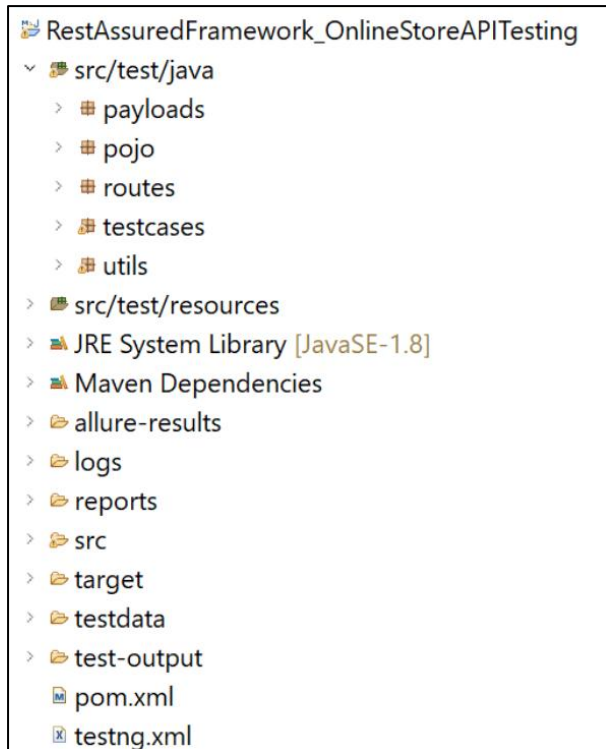 RestAssuredFramework_OnlineStoreAPITesting
src/test/java
payloads
pojo
routes
testcases
utils
src/test/resources
JRE System Library [JavaSE-1.8]
Maven Dependencies
allure-results
logs
reports
src
target
testdata
test-output
pom.xml
testng.xml